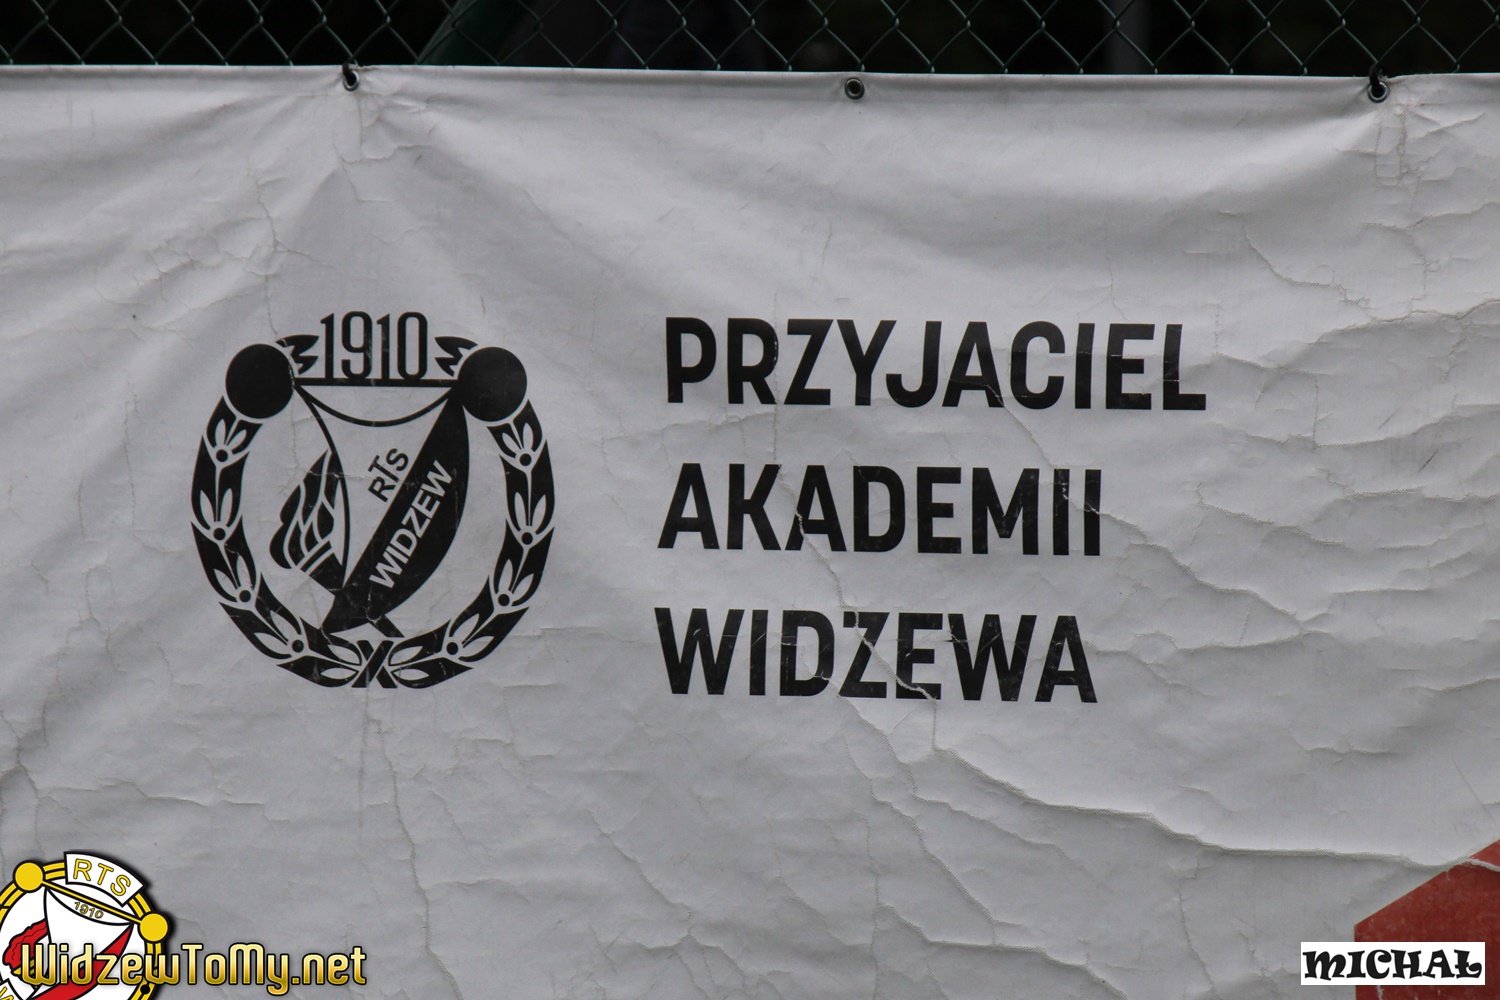 1910
RTS
WIDZEW
PRZYJACIEL
AKADEMII
WIDZEWA
RTS
1910
WidzewToMy.net
MICHAŁ